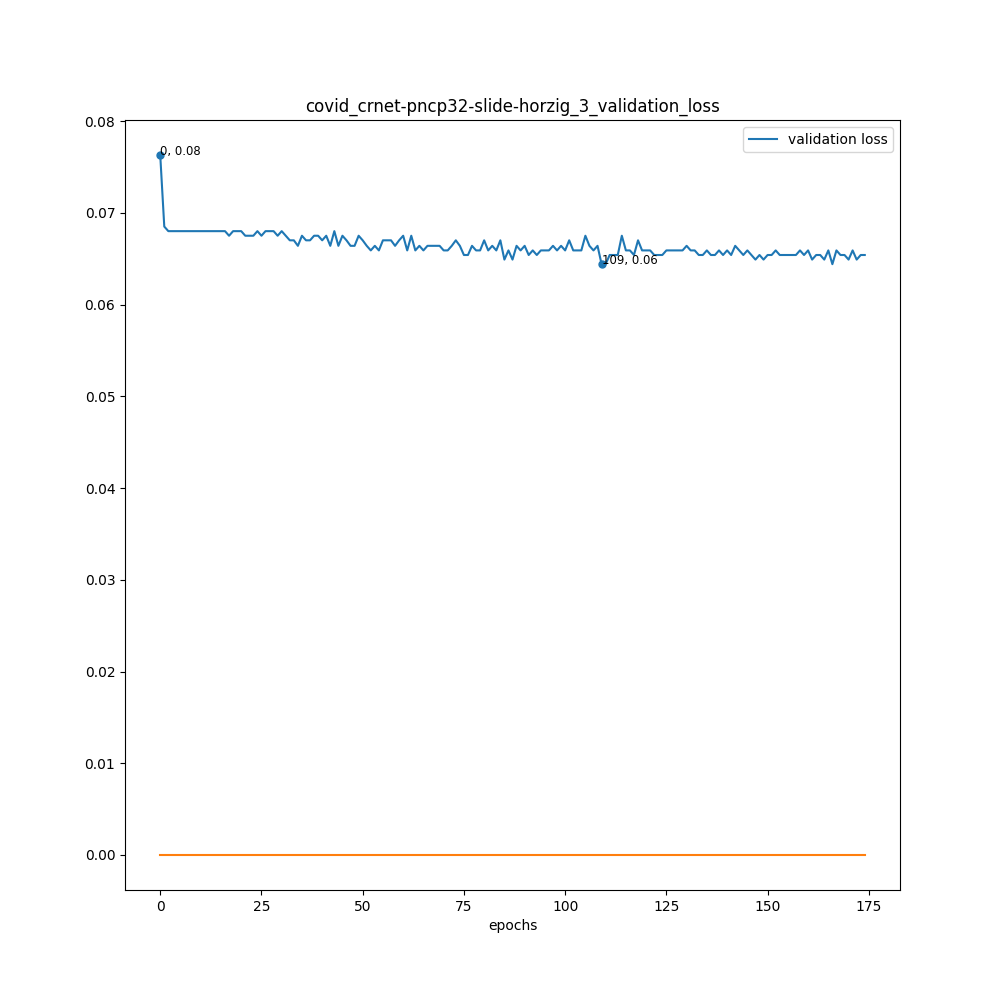 covid_crnet-pncp32-slide-horzig_3_validation_loss
0.08
validation loss
0, 0.08
0.07
109, 0.06
0.06
0.05
0.04
0.03
0.02
0.01
0.00
0 25 50 75 100 125 150 175
epochs